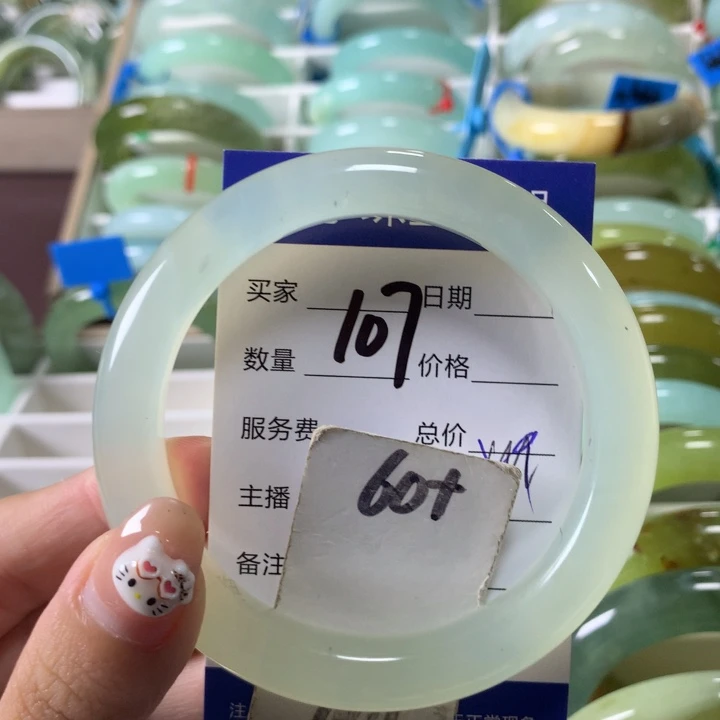 买家 107 日期
数量 价格
服务费 总价
主播 60+
备注
注